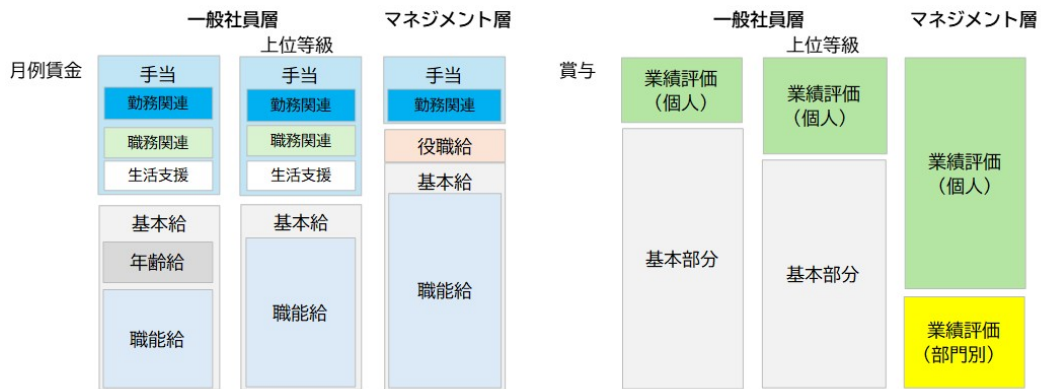 一般社員層
マネジメント層
上位等級
月例賃金
手当
勤務関連
職務関連
生活支援
基本給
年齢給
職能給
手当
勤務関連
職務関連
生活支援
基本給
職能給
手当
勤務関連
役職給
基本給
職能給
一般社員層
マネジメント層
上位等級
賞与
業績評価
（個人）
基本部分
業績評価
（個人）
基本部分
業績評価
（個人）
業績評価
（部門別）